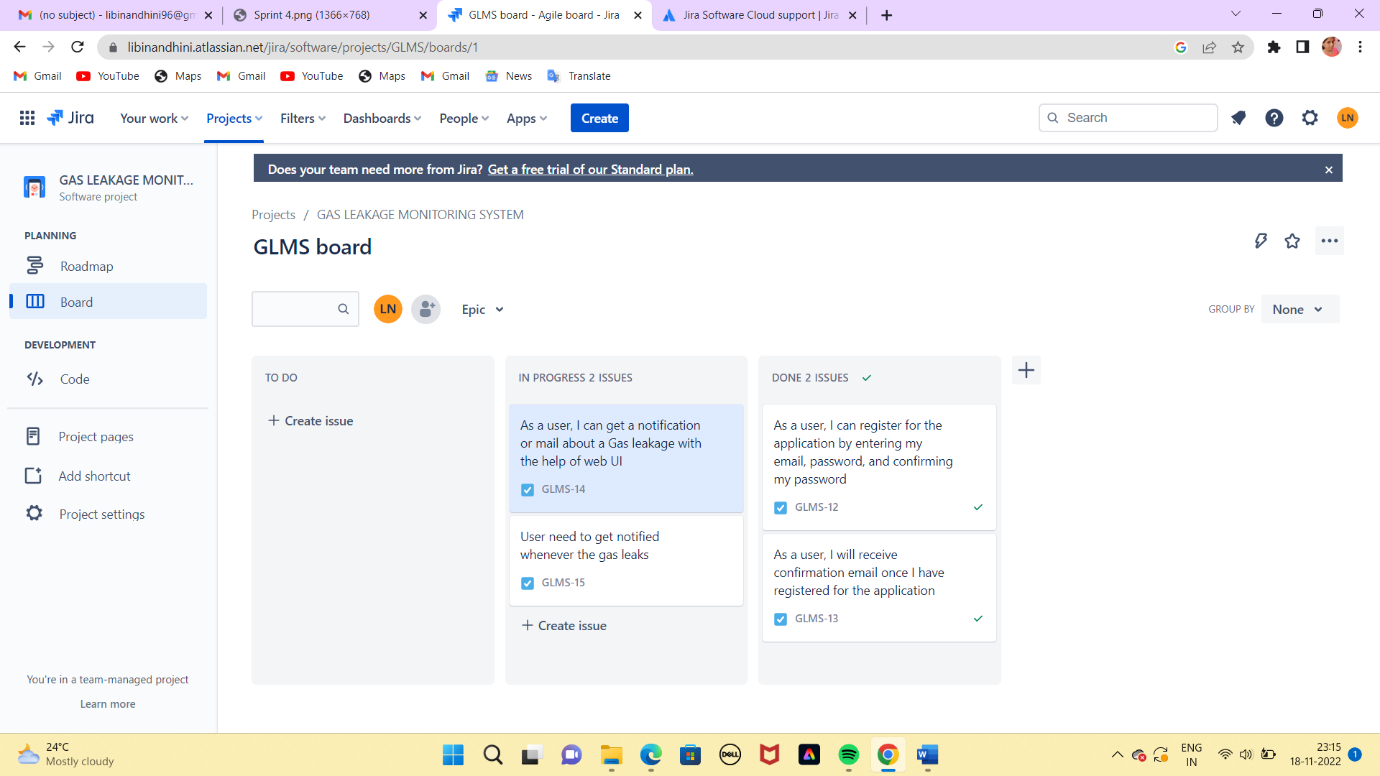 (no subject) - libinandhini96@gm
Sprint 4.png (1366×768)
GLMS board - Agile board - Jira
Jira Software Cloud support | Jira
libinandhini.atlassian.net/jira/software/projects/GLMS/boards/1
Gmail YouTube Maps Gmail YouTube Maps Gmail News Translate
Jira Your work Projects Filters Dashboards People Apps Create Search LN
GAS LEAKAGE MONIT...
Software project
PLANNING
Roadmap
Board
DEVELOPMENT
Code
Project pages
Add shortcut
Project settings
You're in a team-managed project
Learn more
Does your team need more from Jira? Get a free trial of our Standard plan.
Projects / GAS LEAKAGE MONITORING SYSTEM
GLMS board
LN Epic GROUP BY None
TO DO
+ Create issue
IN PROGRESS 2 ISSUES
As a user, I can get a notification
or mail about a Gas leakage with
the help of web UI
GLMS-14
User need to get notified
whenever the gas leaks
GLMS-15
+ Create issue
DONE 2 ISSUES
As a user, I can register for the
application by entering my
email, password, and confirming
my password
GLMS-12
As a user, I will receive
confirmation email once I have
registered for the application
GLMS-13
24°C
Mostly cloudy
DELL
ENG
IN
23:15
18-11-2022
1